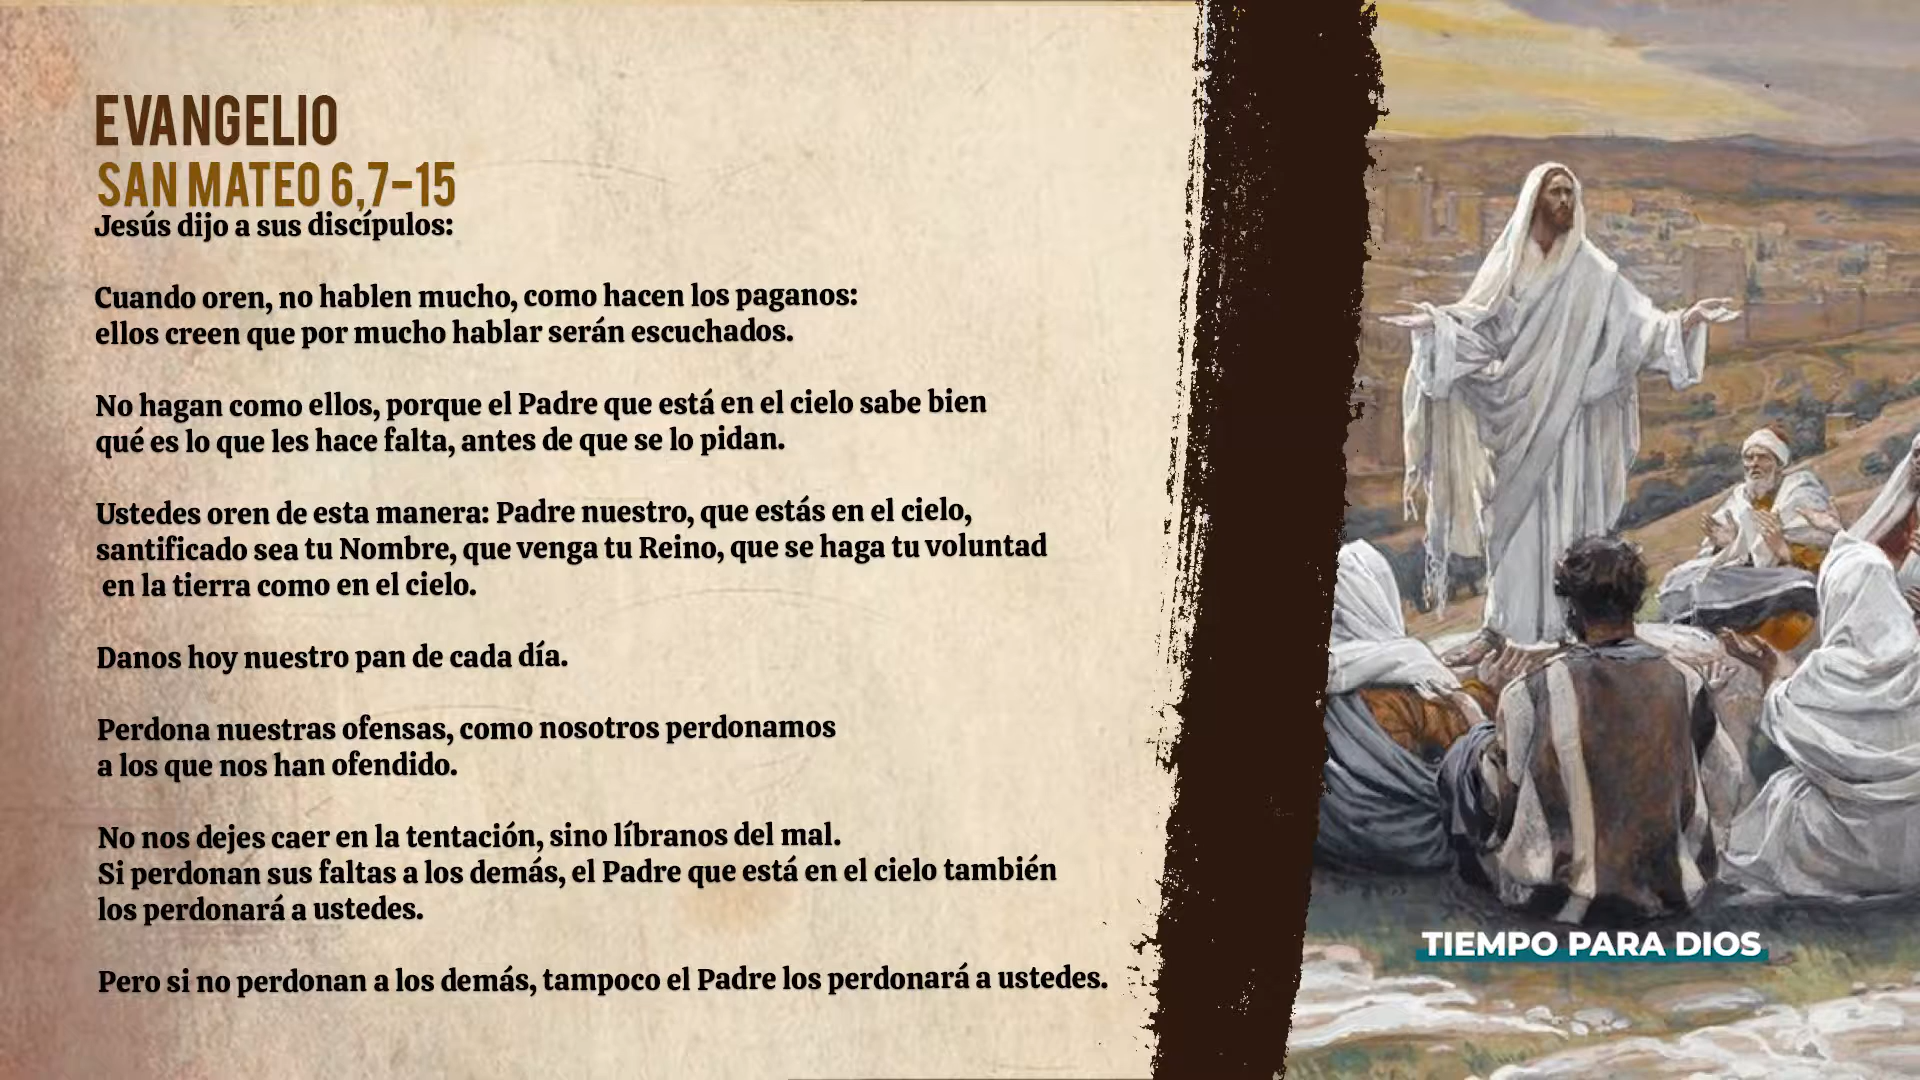 EVANGELIO
SAN MATEO 6,7-15
Jesús dijo a sus discípulos:
Cuando oren, no hablen mucho, como hacen los paganos:
ellos creen que por mucho hablar serán escuchados.
No hagan como ellos, porque el Padre que está en el cielo sabe bien
qué es lo que les hace falta, antes de que se lo pidan.
Ustedes oren de esta manera: Padre nuestro, que estás en el cielo,
santificado sea tu Nombre, que venga tu Reino, que se haga tu voluntad
en la tierra como en el cielo.
Danos hoy nuestro pan de cada día.
Perdona nuestras ofensas, como nosotros perdonamos
a los que nos han ofendido.
No nos dejes caer en la tentación, sino líbranos del mal.
Si perdonan sus faltas a los demás, el Padre que está en el cielo también
los perdonará a ustedes.
Pero si no perdonan a los demás, tampoco el Padre los perdonará a ustedes.
TIEMPO PARA DIOS